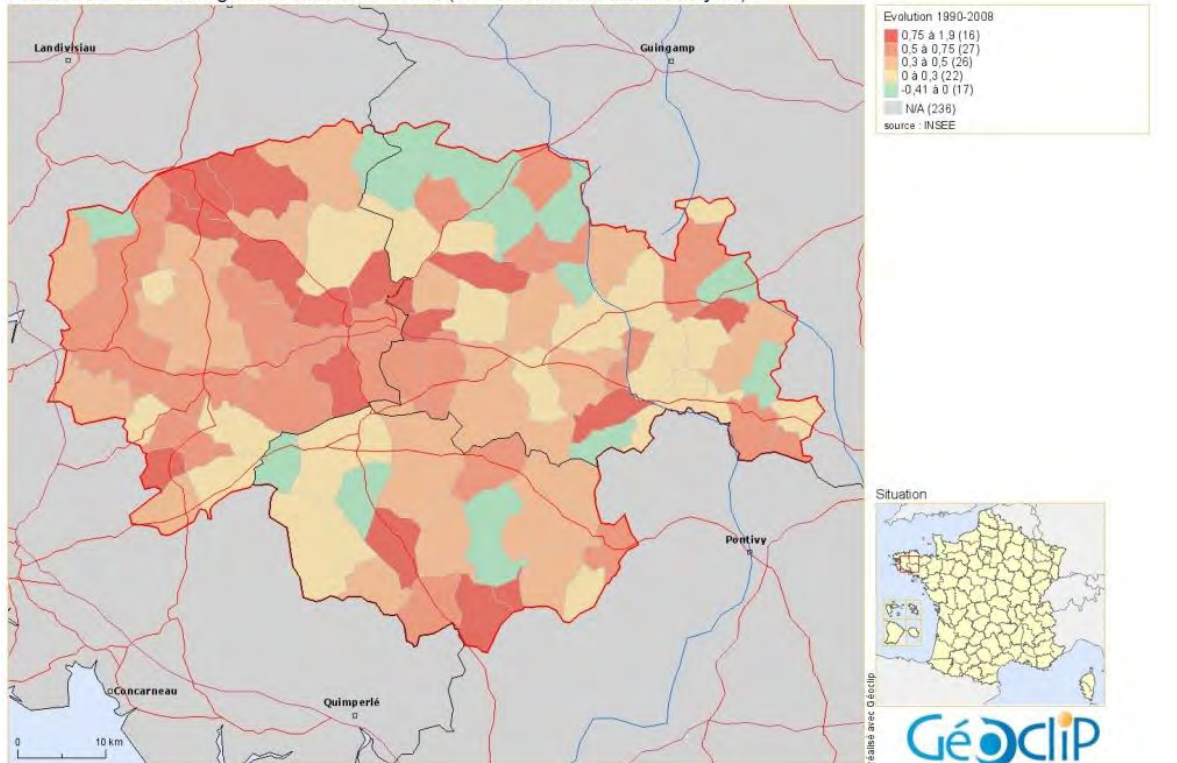 Landivisiau
Guingamp
Pontivy
Concarneau
Quimperlé
0 10 km
Evolution 1990-2008
0,75 à 1,9 (16)
0,5 à 0,75 (27)
0,3 à 0,5 (26)
0 à 0,3 (22)
-0,41 à 0 (17)
N/A (236)
source : INSEE
Situation
réalisé avec Géoclip
GéOCliP